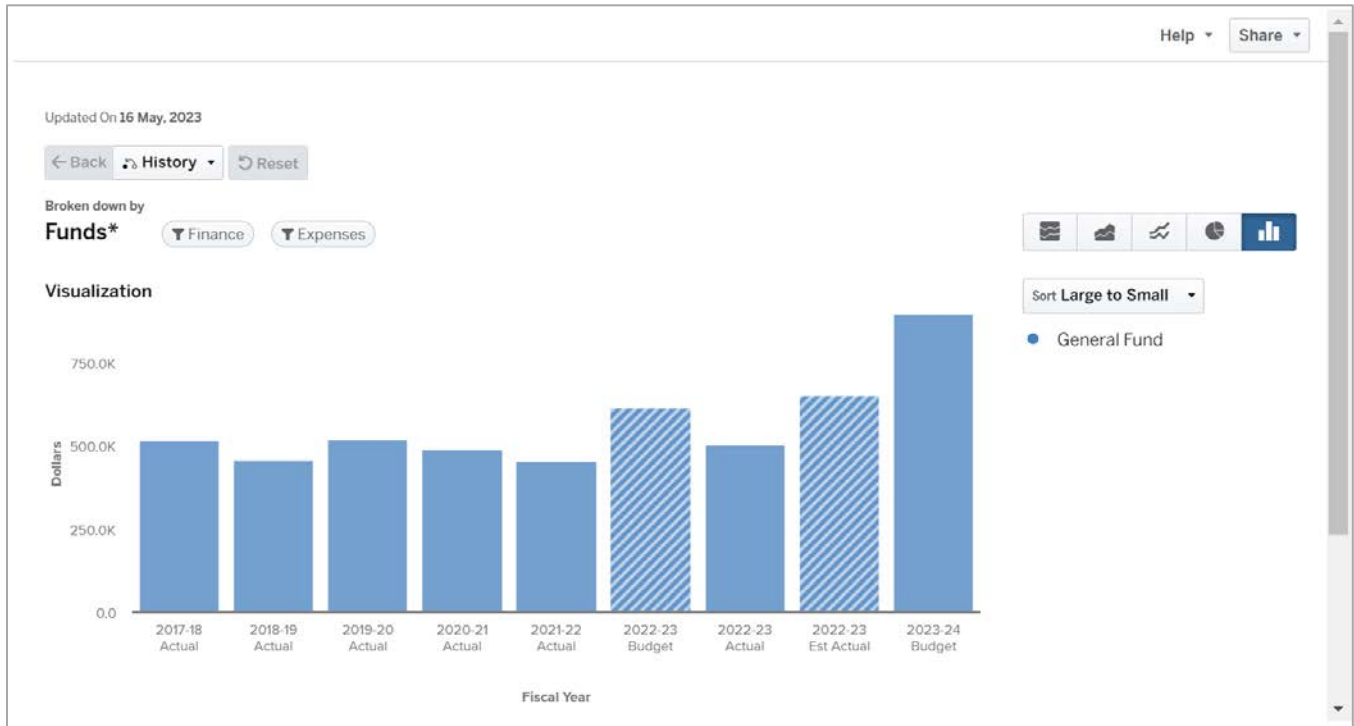 Help Share
Updated On 16 May, 2023
Back History Reset
Broken down by
Funds* Finance Expenses
Visualization
Sort Large to Small
General Fund
750.0K
500.0K
250.0K
0.0
Dollars
2017-18 2018-19 2019-20 2020-21 2021-22 2022-23 2022-23 2022-23 2023-24
Actual Actual Actual Actual Actual Budget Actual Est Actual Budget
Fiscal Year